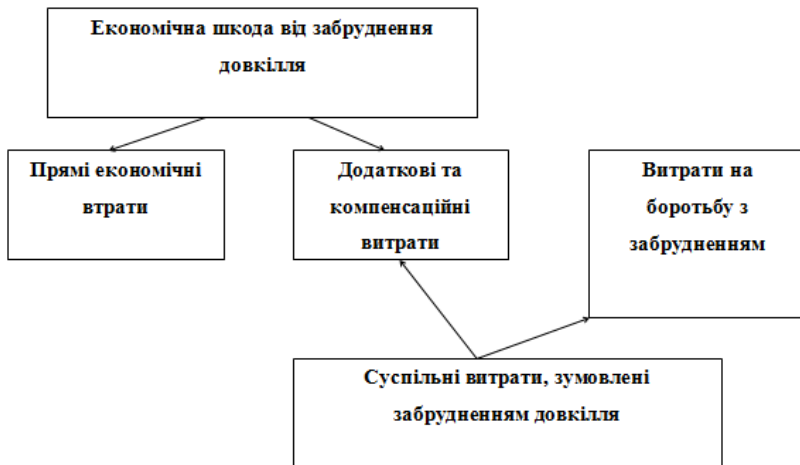 Економічна шкода від забруднення
довкілля
Прямі економічні
втрати
Додаткові та
компенсаційні
витрати
Витрати на
боротьбу з
забрудненням
Суспільні витрати, зумовлені
забрудненням довкілля